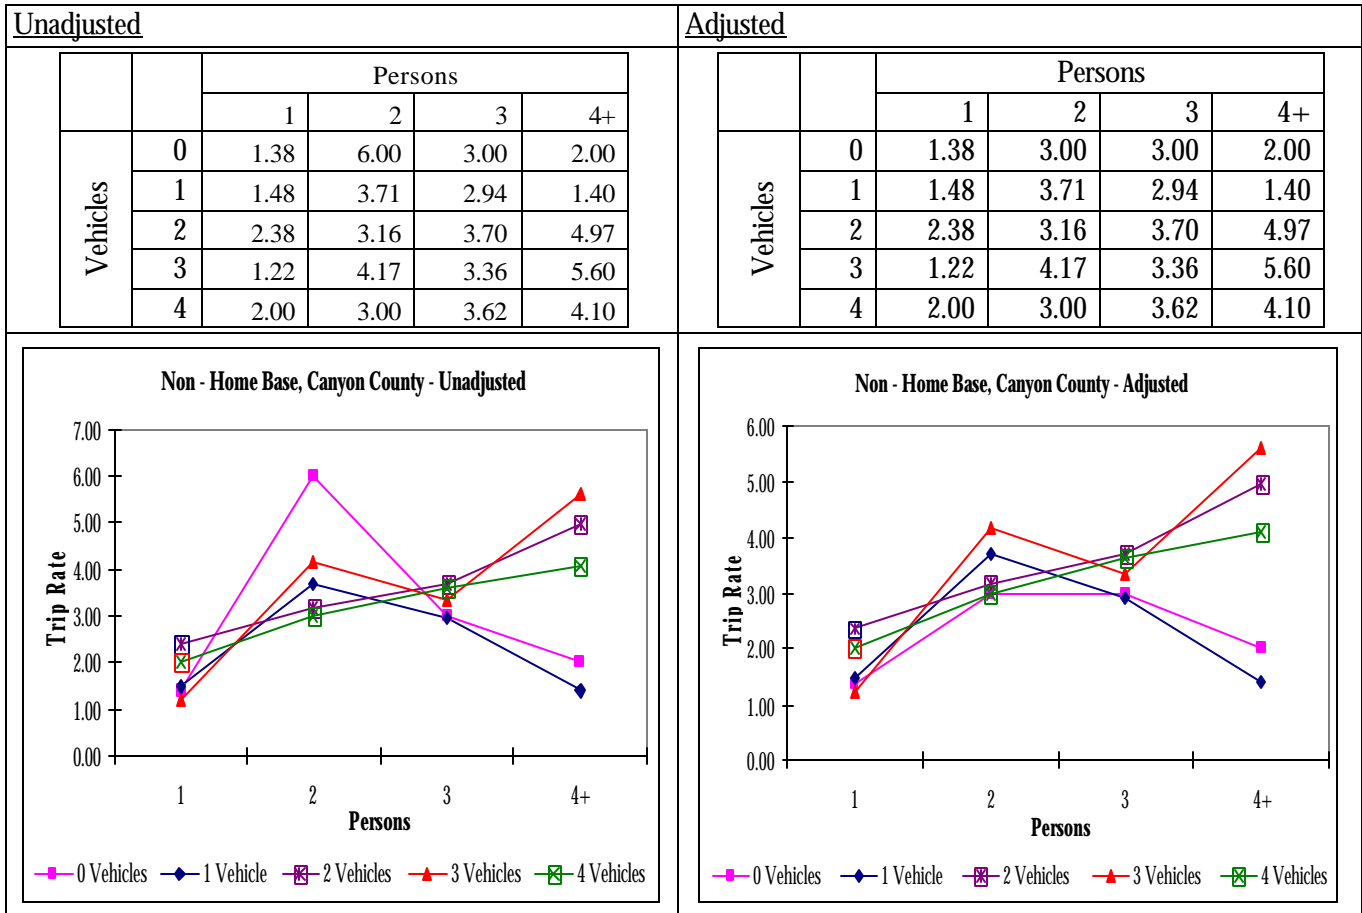 Unadjusted
Persons
1 2 3 4+
Vehicles
0 1.38 6.00 3.00 2.00
1 1.48 3.71 2.94 1.40
2 2.38 3.16 3.70 4.97
3 1.22 4.17 3.36 5.60
4 2.00 3.00 3.62 4.10
Adjusted
Persons
1 2 3 4+
Vehicles
0 1.38 3.00 3.00 2.00
1 1.48 3.71 2.94 1.40
2 2.38 3.16 3.70 4.97
3 1.22 4.17 3.36 5.60
4 2.00 3.00 3.62 4.10
Non - Home Base, Canyon County - Unadjusted
Trip Rate
7.00
6.00
5.00
4.00
3.00
2.00
1.00
0.00
1 2 3 4+
Persons
0 Vehicles 1 Vehicle 2 Vehicles 3 Vehicles 4 Vehicles
Non - Home Base, Canyon County - Adjusted
Trip Rate
6.00
5.00
4.00
3.00
2.00
1.00
0.00
1 2 3 4+
Persons
0 Vehicles 1 Vehicle 2 Vehicles 3 Vehicles 4 Vehicles